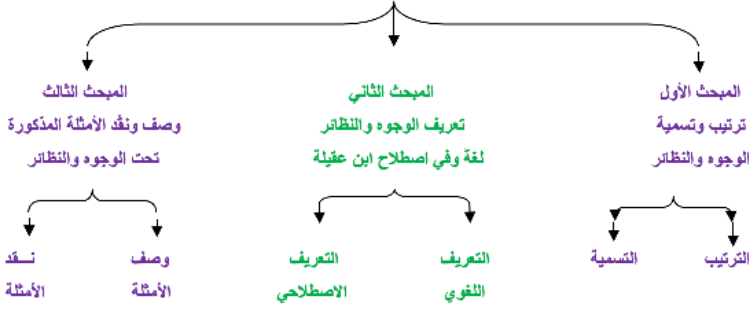 المبحث الأول
ترتيب وتسمية
الوجوه والنظائر
المبحث الثاني
تعريف الوجوه والنظائر
لغة وفي اصطلاح ابن عقيلة
المبحث الثالث
وصف ونقد الأمثلة المذكورة
تحت الوجوه والنظائر
الترتيب
التسمية
التعريف
اللغوي
التعريف
الاصطلاحي
وصف
الأمثلة
نــقد
الأمثلة